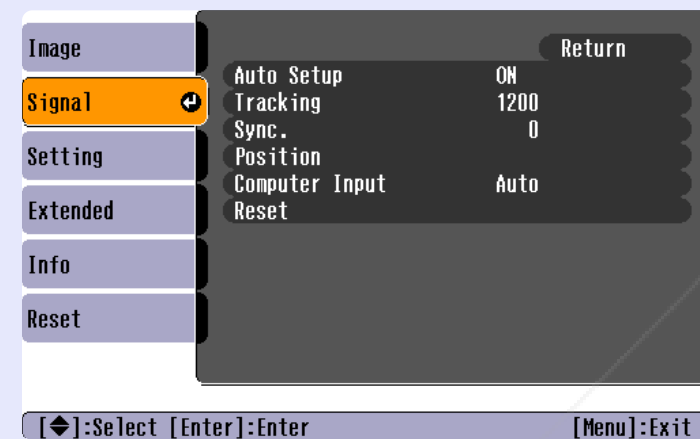 Image
Signal
Setting
Extended
Info
Reset
Return
Auto Setup ON
Tracking 1200
Sync. 0
Position
Computer Input Auto
Reset
[◆]:Select [Enter]:Enter [Menu]:Exit